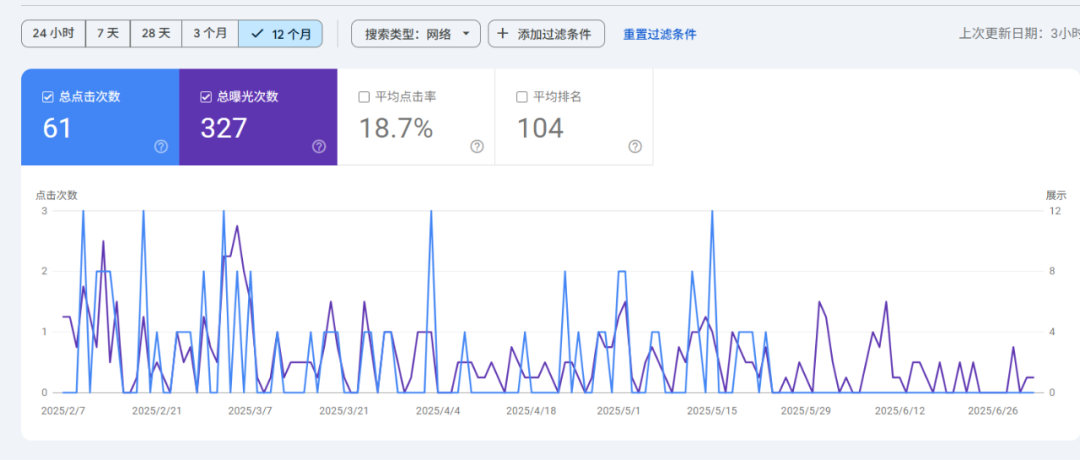 24 小时 7 天 28 天 3 个月 12 个月 搜索类型：网络 添加过滤条件 重置过滤条件 上次更新日期：3小时
总点击次数 总曝光次数 平均点击率 平均排名
61 327 18.7% 104
点击次数 展示
3 12
2 8
1 4
0 0
2025/2/7 2025/2/21 2025/3/7 2025/3/21 2025/4/4 2025/4/18 2025/5/1 2025/5/15 2025/5/29 2025/6/12 2025/6/26